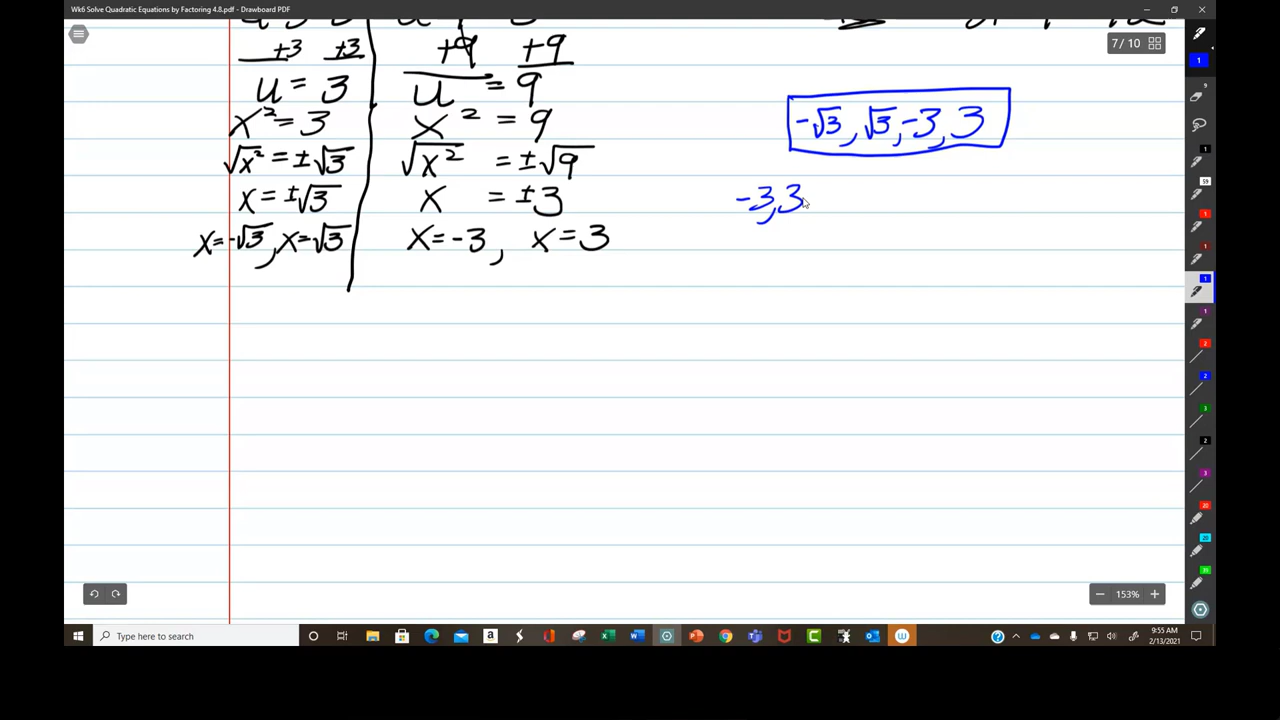 Wk6 Solve Quadratic Equations by Factoring 4.8.pdf - Drawboard PDF
7 / 10
+3 +3
+9 +9
u = 3
u = 9
x² = 3
x² = 9
√x² = ±√3
√x² = ±√9
x = ±√3
x = ±3
x=-√3, x=√3
x=-3, x=3
-√3, √3, -3, 3
-3,3
153%
Type here to search
9:55 AM
2/13/2021